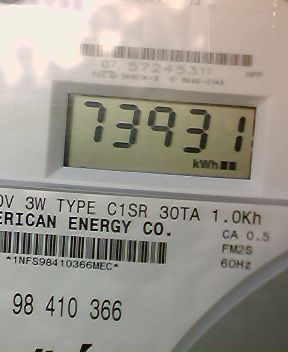 07 57245311
73931
kWh
0V 3W TYPE C1SR 30TA 1.0Kh
ERICAN ENERGY CO.
CA 0.5
FM2S
60Hz
*1NFS98410366MEC*
98 410 366